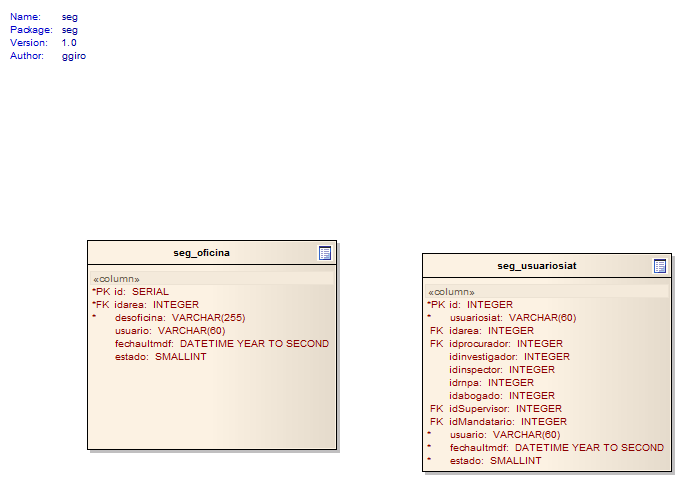 Name: seg
Package: seg
Version: 1.0
Author: ggiro
seg_oficina
«column»
*PK id: SERIAL
*FK idarea: INTEGER
* desoficina: VARCHAR(255)
usuario: VARCHAR(60)
fechaultmdf: DATETIME YEAR TO SECOND
estado: SMALLINT
seg_usuariosiat
«column»
*PK id: INTEGER
* usuariosiat: VARCHAR(60)
FK idarea: INTEGER
FK idprocurador: INTEGER
idinvestigador: INTEGER
idinspector: INTEGER
idrnpa: INTEGER
idabogado: INTEGER
FK idSupervisor: INTEGER
FK idMandatario: INTEGER
* usuario: VARCHAR(60)
* fechaultmdf: DATETIME YEAR TO SECOND
* estado: SMALLINT